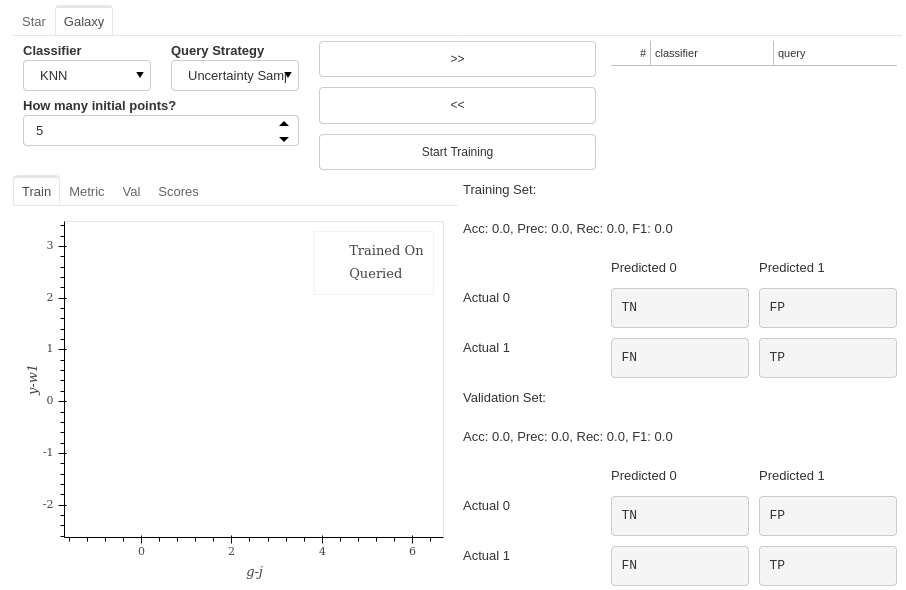 Star Galaxy
Classifier Query Strategy
KNN Uncertainty Samp
How many initial points?
5
>>
<<
Start Training
# classifier query
Train Metric Val Scores
Trained On
Queried
3
2
1
0
-1
-2
y-w1
0 2 4 6
g-j
Training Set:
Acc: 0.0, Prec: 0.0, Rec: 0.0, F1: 0.0
Predicted 0 Predicted 1
Actual 0 TN FP
Actual 1 FN TP
Validation Set:
Acc: 0.0, Prec: 0.0, Rec: 0.0, F1: 0.0
Predicted 0 Predicted 1
Actual 0 TN FP
Actual 1 FN TP